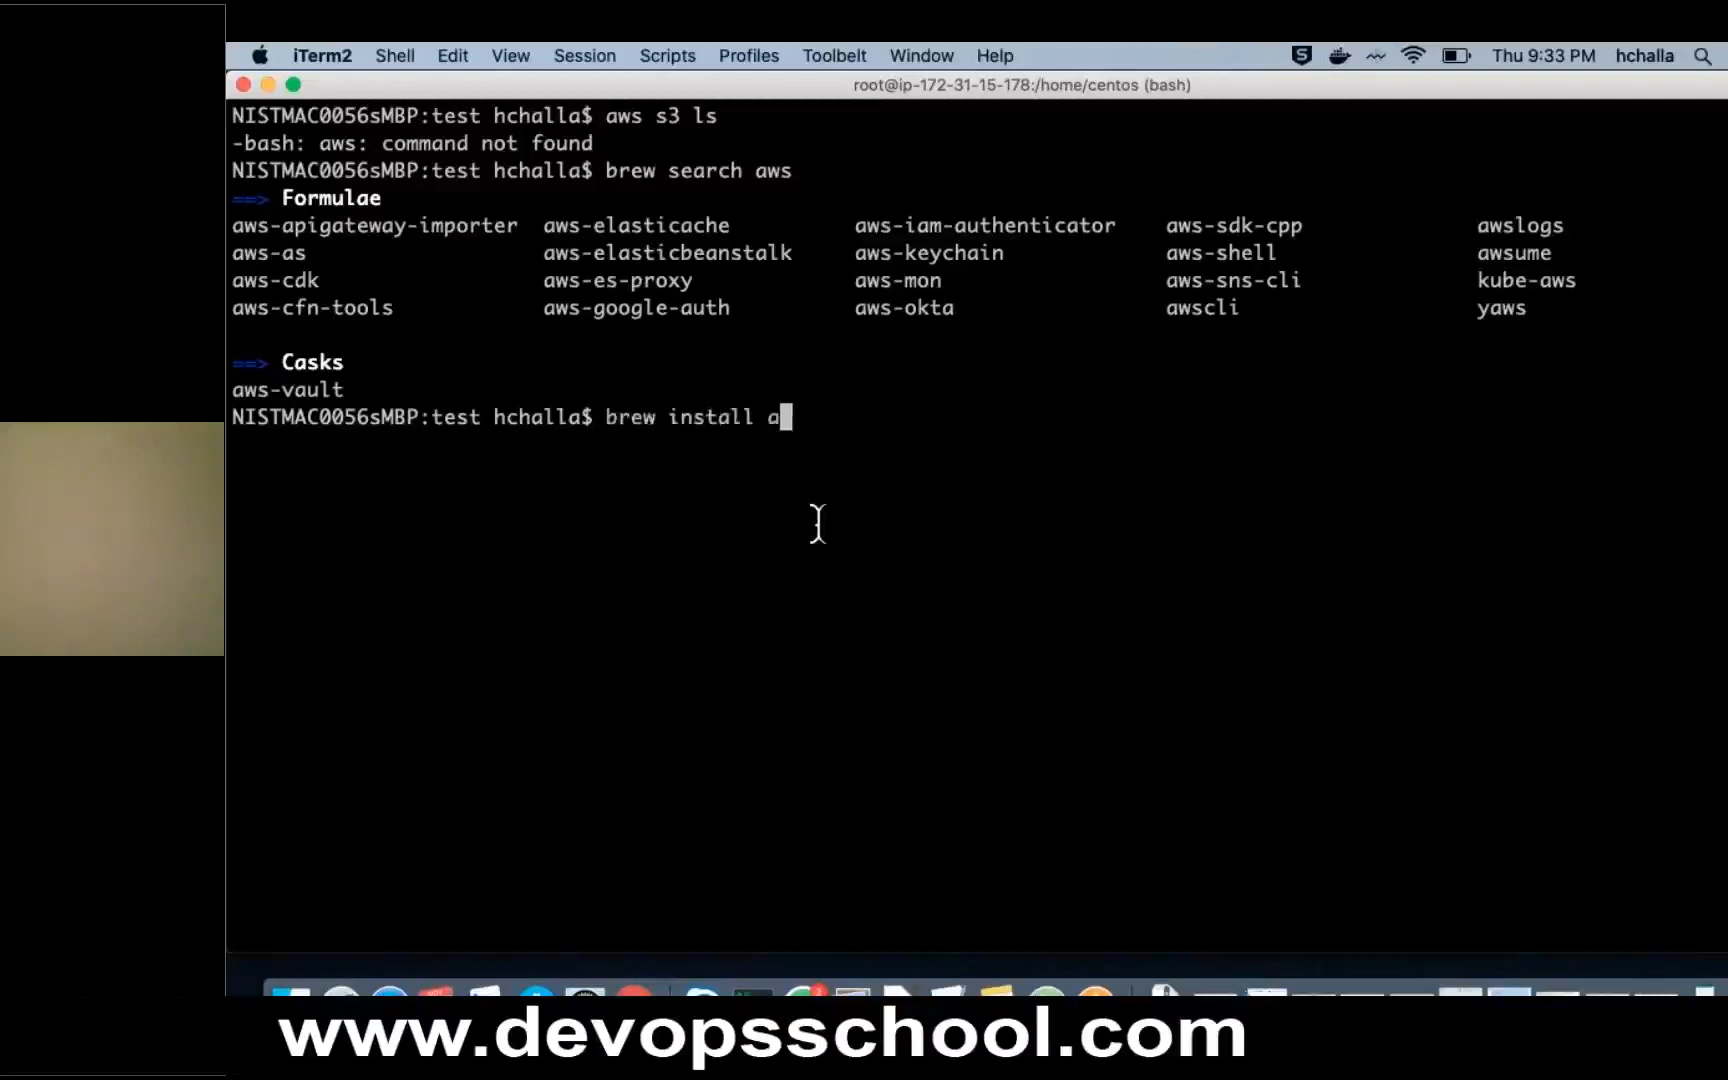 iTerm2 Shell Edit View Session Scripts Profiles Toolbelt Window Help Thu 9:33 PM hchalla
root@ip-172-31-15-178:/home/centos (bash)
NISTMAC0056sMBP:test hchalla$ aws s3 ls
-bash: aws: command not found
NISTMAC0056sMBP:test hchalla$ brew search aws
==> Formulae
aws-apigateway-importer aws-elasticache aws-iam-authenticator aws-sdk-cpp awslogs
aws-as aws-elasticbeanstalk aws-keychain aws-shell awsume
aws-cdk aws-es-proxy aws-mon aws-sns-cli kube-aws
aws-cfn-tools aws-google-auth aws-okta awscli yaws
==> Casks
aws-vault
NISTMAC0056sMBP:test hchalla$ brew install a
www.devopsschool.com